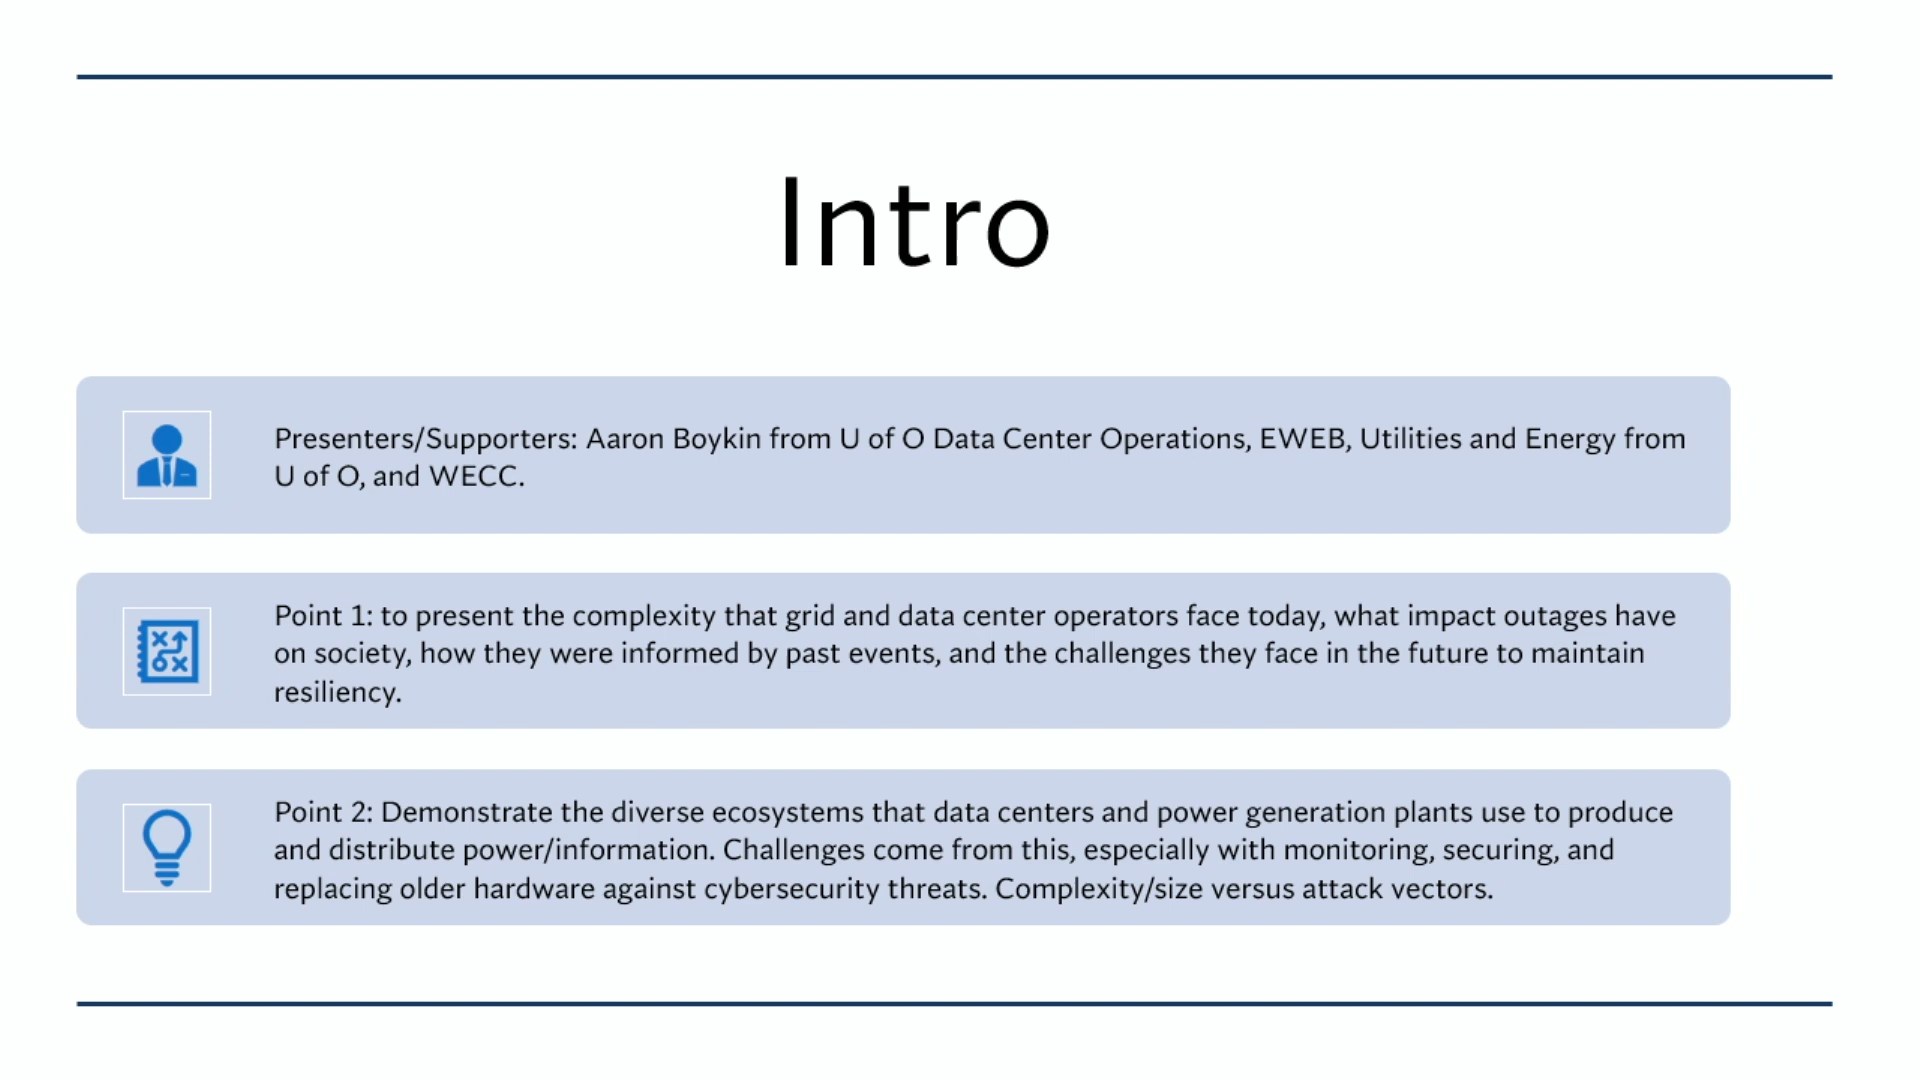 Intro
Presenters/Supporters: Aaron Boykin from U of O Data Center Operations, EWEB, Utilities and Energy from
U of O, and WECC.
Point 1: to present the complexity that grid and data center operators face today, what impact outages have
on society, how they were informed by past events, and the challenges they face in the future to maintain
resiliency.
Point 2: Demonstrate the diverse ecosystems that data centers and power generation plants use to produce
and distribute power/information. Challenges come from this, especially with monitoring, securing, and
replacing older hardware against cybersecurity threats. Complexity/size versus attack vectors.